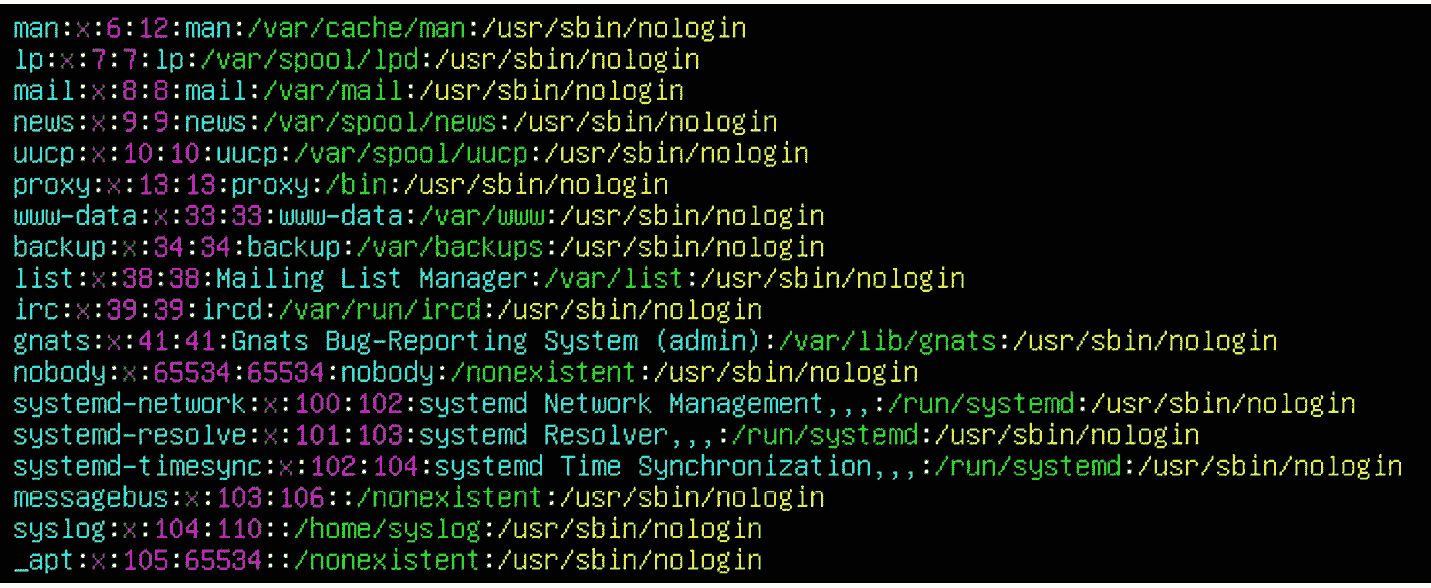 man:x:6:12:man:/var/cache/man:/usr/sbin/nologin
lp:x:7:7:lp:/var/spool/lpd:/usr/sbin/nologin
mail:x:8:8:mail:/var/mail:/usr/sbin/nologin
news:x:9:9:news:/var/spool/news:/usr/sbin/nologin
uucp:x:10:10:uucp:/var/spool/uucp:/usr/sbin/nologin
proxy:x:13:13:proxy:/bin:/usr/sbin/nologin
www-data:x:33:33:www-data:/var/www:/usr/sbin/nologin
backup:x:34:34:backup:/var/backups:/usr/sbin/nologin
list:x:38:38:Mailing List Manager:/var/list:/usr/sbin/nologin
irc:x:39:39:ircd:/var/run/ircd:/usr/sbin/nologin
gnats:x:41:41:Gnats Bug-Reporting System (admin):/var/lib/gnats:/usr/sbin/nologin
nobody:x:65534:65534:nobody:/nonexistent:/usr/sbin/nologin
systemd-network:x:100:102:systemd Network Management,,,:/run/systemd:/usr/sbin/nologin
systemd-resolve:x:101:103:systemd Resolver,,,:/run/systemd:/usr/sbin/nologin
systemd-timesync:x:102:104:systemd Time Synchronization,,,:/run/systemd:/usr/sbin/nologin
messagebus:x:103:106::/nonexistent:/usr/sbin/nologin
syslog:x:104:110::/home/syslog:/usr/sbin/nologin
_apt:x:105:65534::/nonexistent:/usr/sbin/nologin